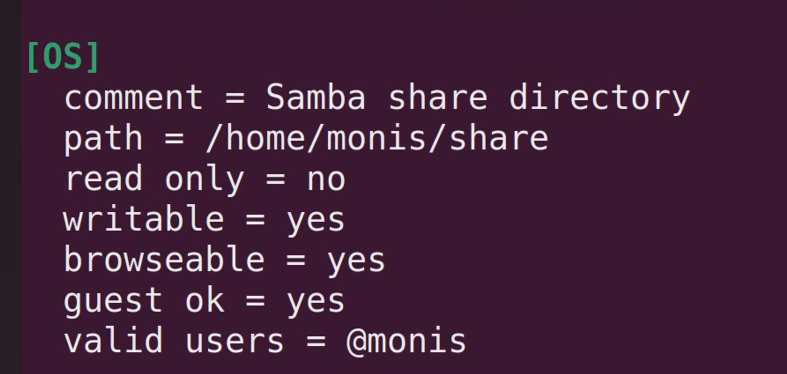 [OS]
comment = Samba share directory
path = /home/monis/share
read only = no
writable = yes
browseable = yes
guest ok = yes
valid users = @monis